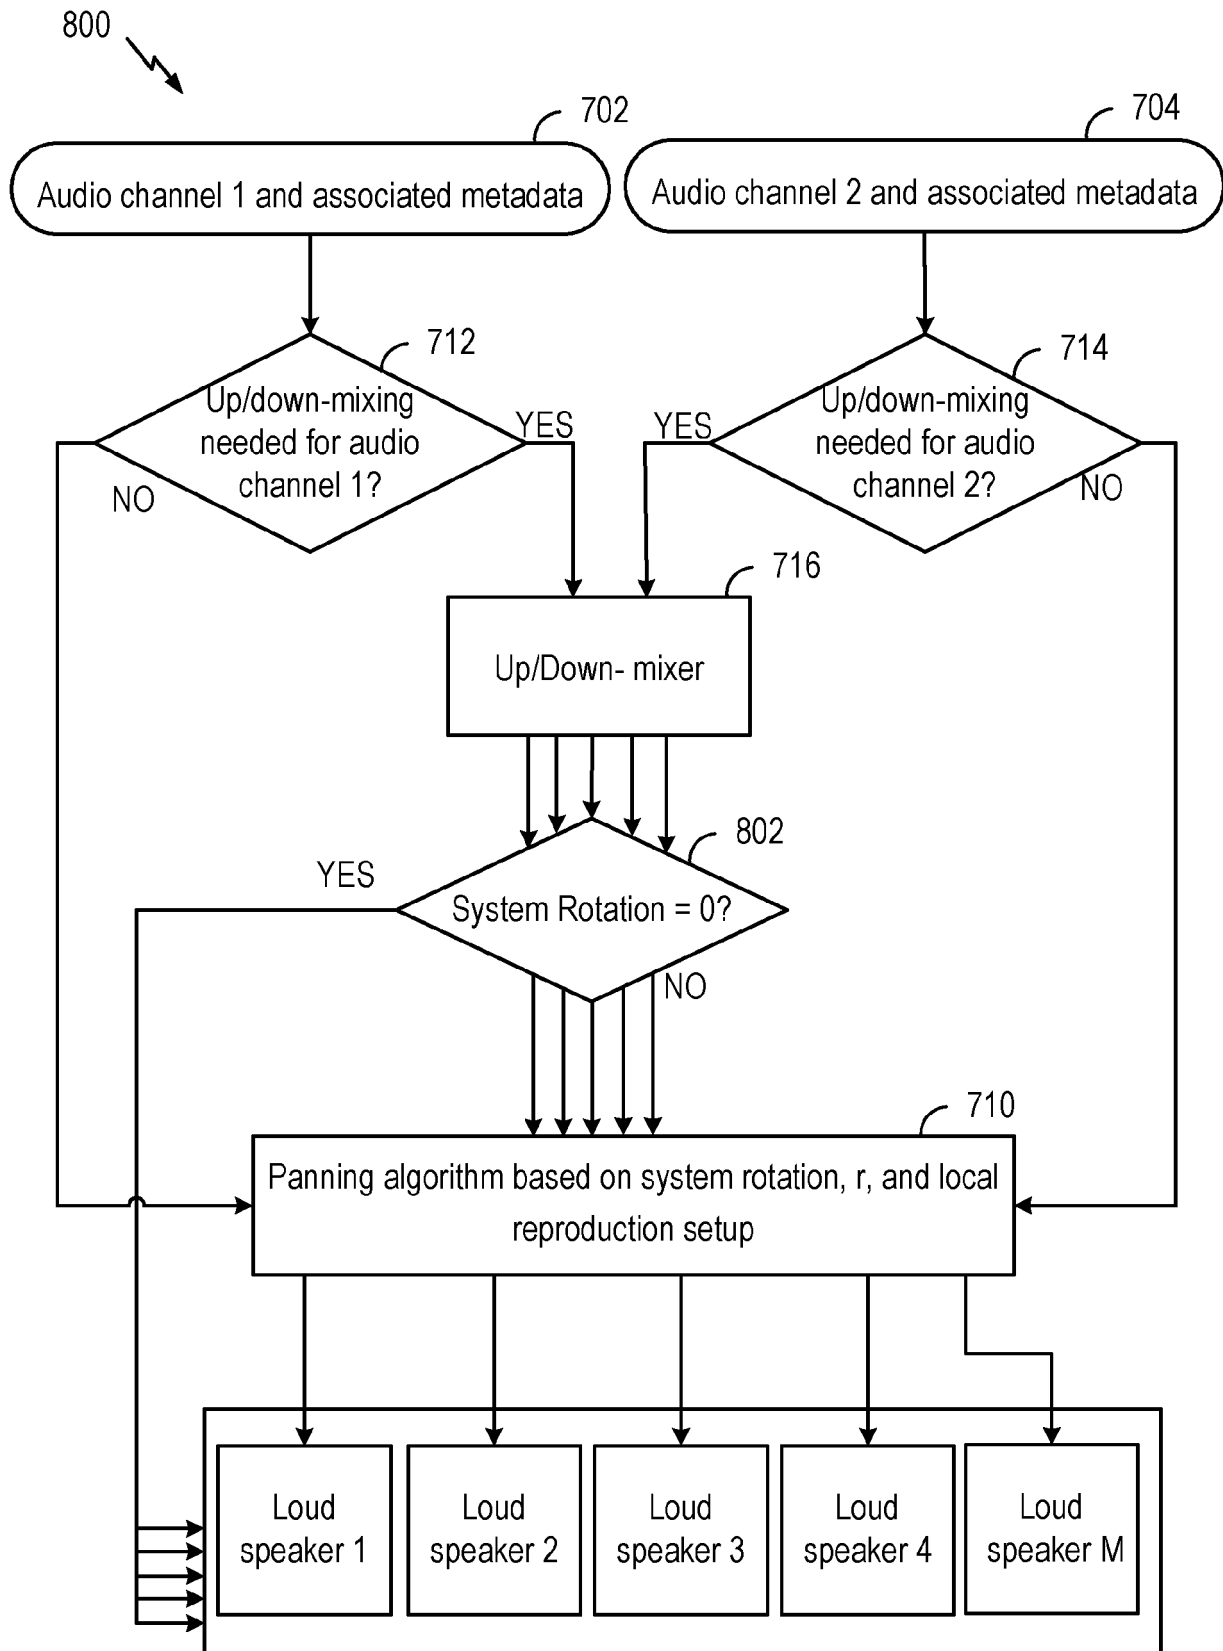 800
702
704
Audio channel 1 and associated metadata
Audio channel 2 and associated metadata
712
714
Up/down-mixing
needed for audio
channel 1?
YES
NO
Up/down-mixing
needed for audio
channel 2?
YES
NO
716
Up/Down- mixer
802
YES
System Rotation = 0?
NO
710
Panning algorithm based on system rotation, r, and local
reproduction setup
Loud
speaker 1
Loud
speaker 2
Loud
speaker 3
Loud
speaker 4
Loud
speaker M